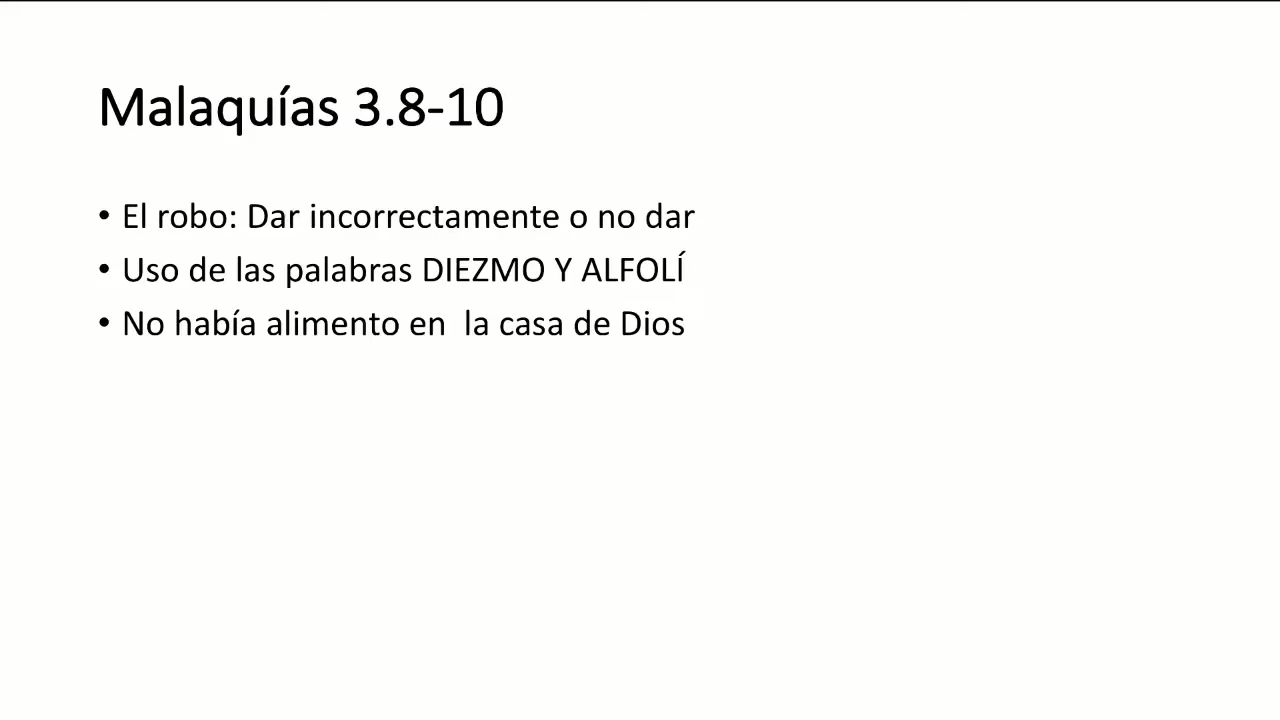 Malaquías 3.8-10
• El robo: Dar incorrectamente o no dar
• Uso de las palabras DIEZMO Y ALFOLÍ
• No había alimento en  la casa de Dios